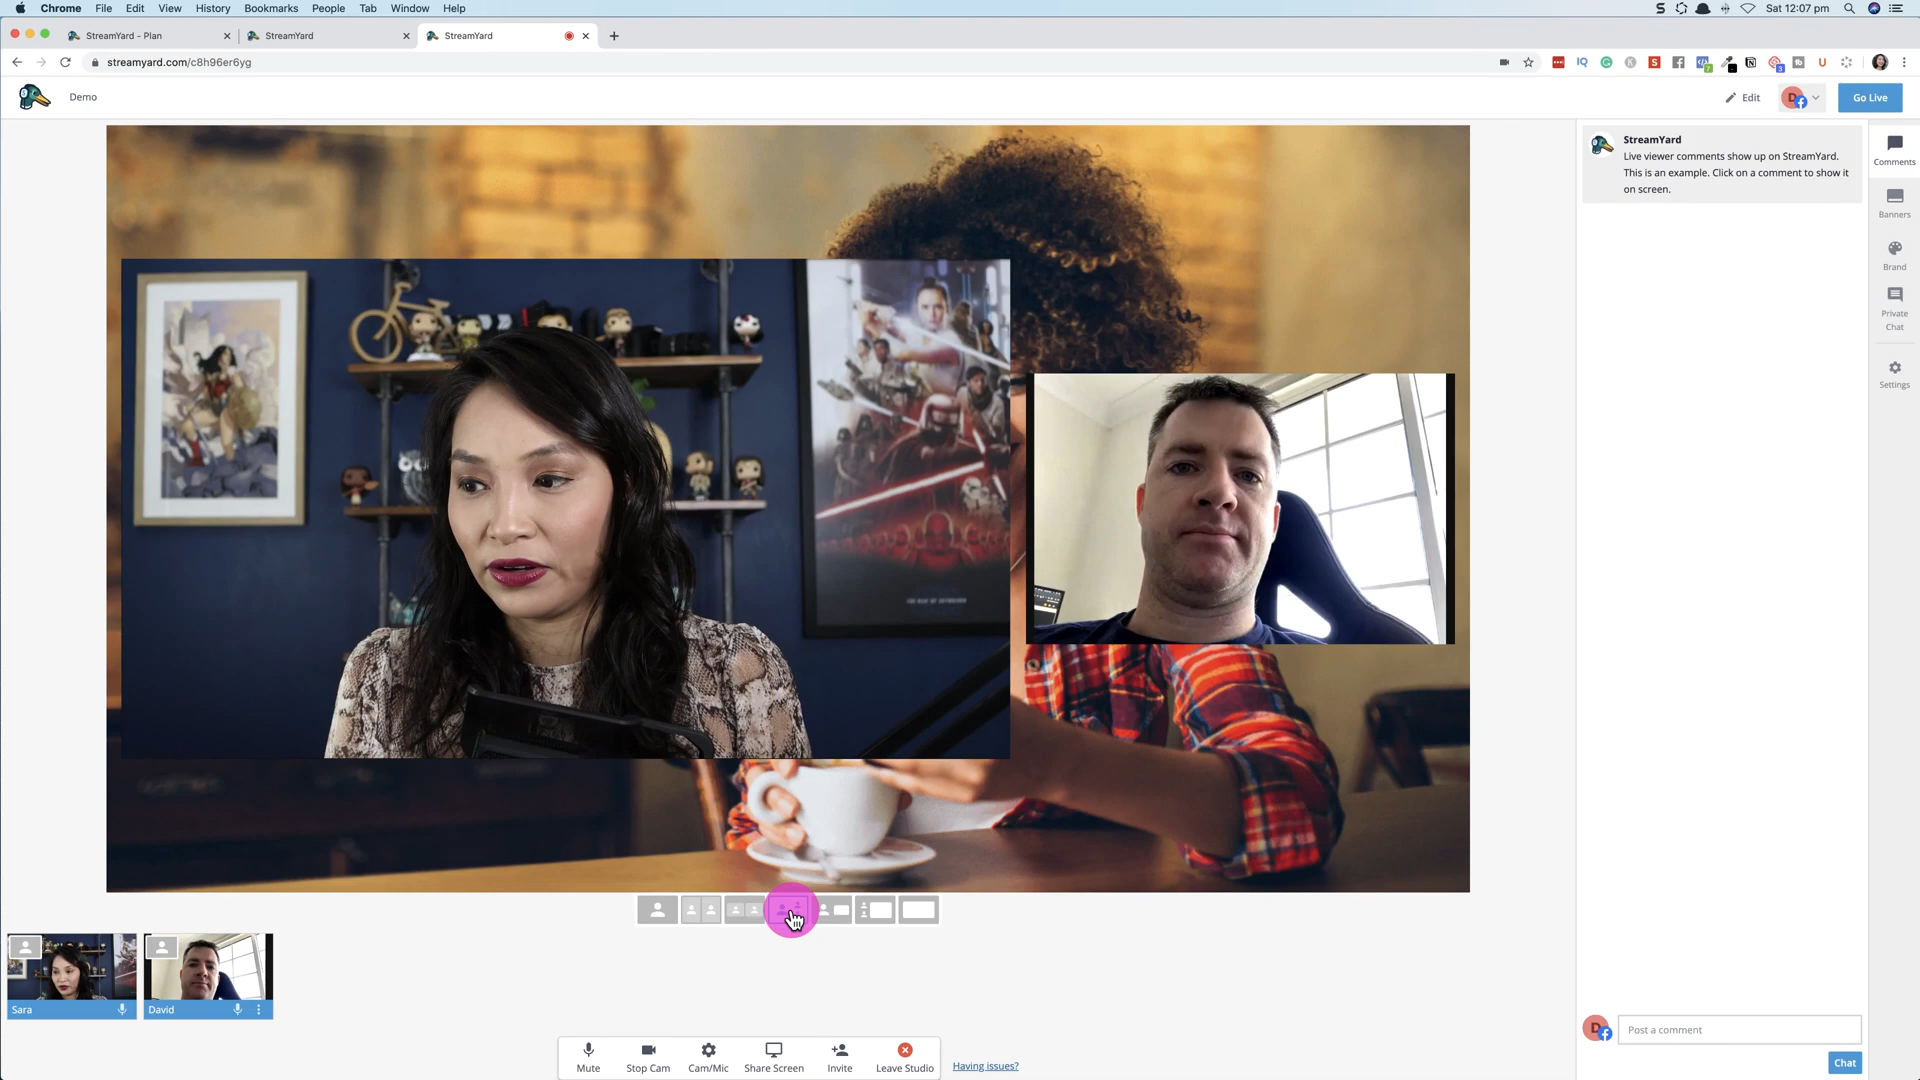 Chrome File Edit View History Bookmarks People Tab Window Help
Sat 12:07 pm
StreamYard - Plan
StreamYard
StreamYard
streamyard.com/c8h96er6yg
Demo
Edit
Go Live
StreamYard
Live viewer comments show up on StreamYard.
This is an example. Click on a comment to show it
on screen.
Comments
Banners
Brand
Private
Chat
Settings
Sara
David
Mute
Stop Cam
Cam/Mic
Share Screen
Invite
Leave Studio
Having issues?
Post a comment
Chat